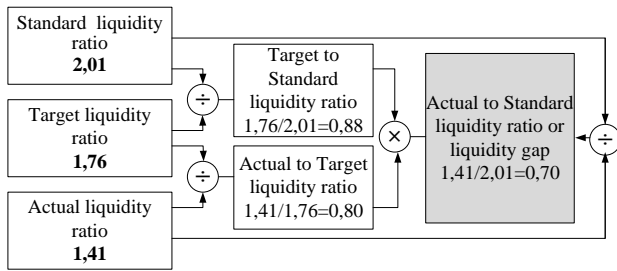 Standard liquidity
ratio
2,01
Target liquidity
ratio
1,76
Actual liquidity
ratio
1,41
÷
÷
Target to
Standard
liquidity ratio
1,76/2,01=0,88
Actual to Target
liquidity ratio
1,41/1,76=0,80
×
Actual to Standard
liquidity ratio or
liquidity gap
1,41/2,01=0,70
÷